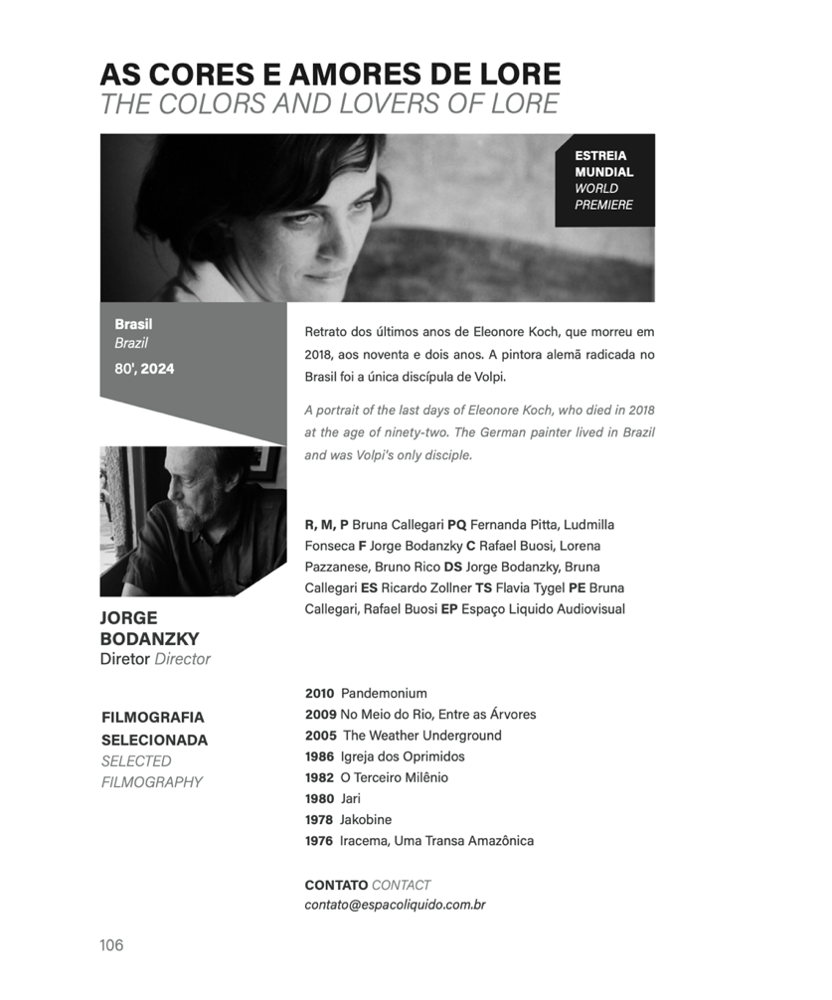 AS CORES E AMORES DE LORE
THE COLORS AND LOVERS OF LORE
ESTREIA
MUNDIAL
WORLD
PREMIERE
Brasil
Brazil
80', 2024
Retrato dos últimos anos de Eleonore Koch, que morreu em
2018, aos noventa e dois anos. A pintora alemã radicada no
Brasil foi a única discípula de Volpi.
A portrait of the last days of Eleonore Koch, who died in 2018
at the age of ninety-two. The German painter lived in Brazil
and was Volpi's only disciple.
R, M, P Bruna Callegari PQ Fernanda Pitta, Ludmilla
Fonseca F Jorge Bodanzky C Rafael Buosi, Lorena
Pazzanese, Bruno Rico DS Jorge Bodanzky, Bruna
Callegari ES Ricardo Zollner TS Flavia Tygel PE Bruna
Callegari, Rafael Buosi EP Espaço Liquido Audiovisual
JORGE
BODANZKY
Diretor Director
FILMOGRAFIA
SELECIONADA
SELECTED
FILMOGRAPHY
2010 Pandemonium
2009 No Meio do Rio, Entre as Árvores
2005 The Weather Underground
1986 Igreja dos Oprimidos
1982 O Terceiro Milênio
1980 Jari
1978 Jakobine
1976 Iracema, Uma Transa Amazônica
CONTATO CONTACT
contato@espacoliquido.com.br
106